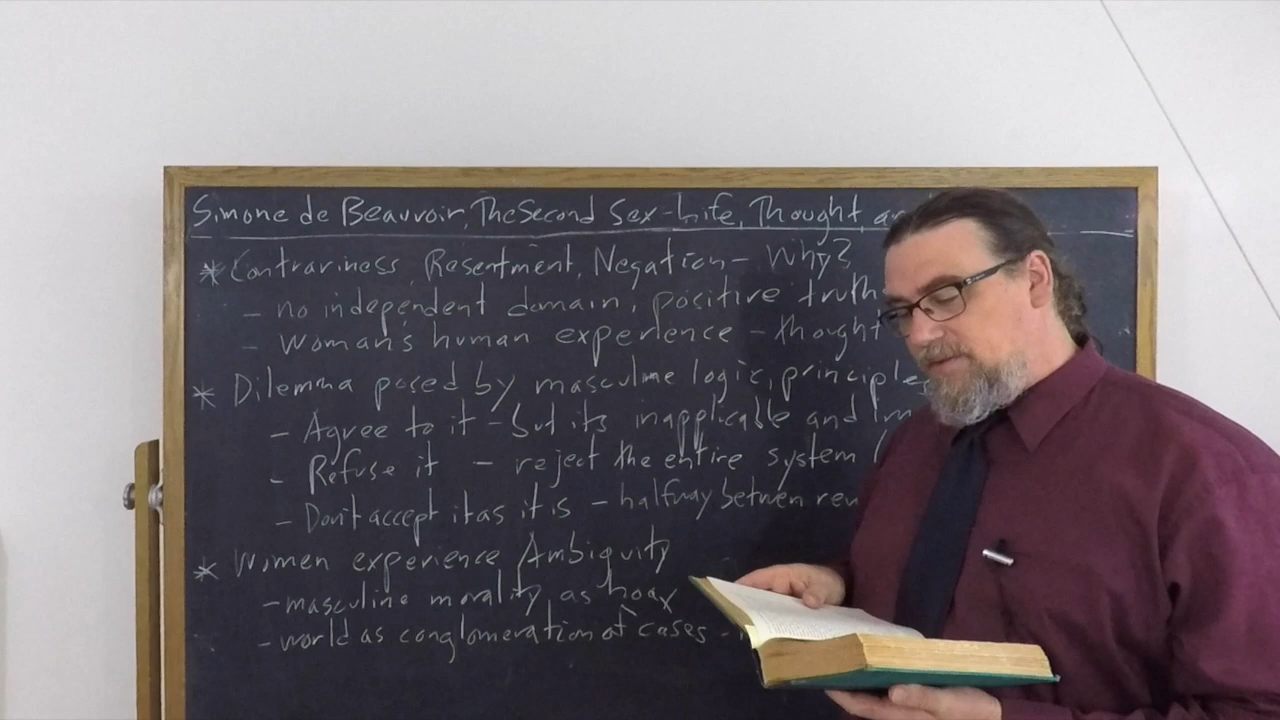 Simone de Beauvoir, The Second Sex - Life, Thought, an
* Contrariness, Resentment, Negation - Why?
- no independent domain, positive truth
- Woman's human experience - thought
* Dilemma posed by masculine logic, principles
- Agree to it - but its inapplicable and im
- Refuse it - reject the entire system (
- Don't accept it as it is - halfway between rev
* Women experience Ambiguity
- masculine morality as hoax
- world as conglomeration of cases -